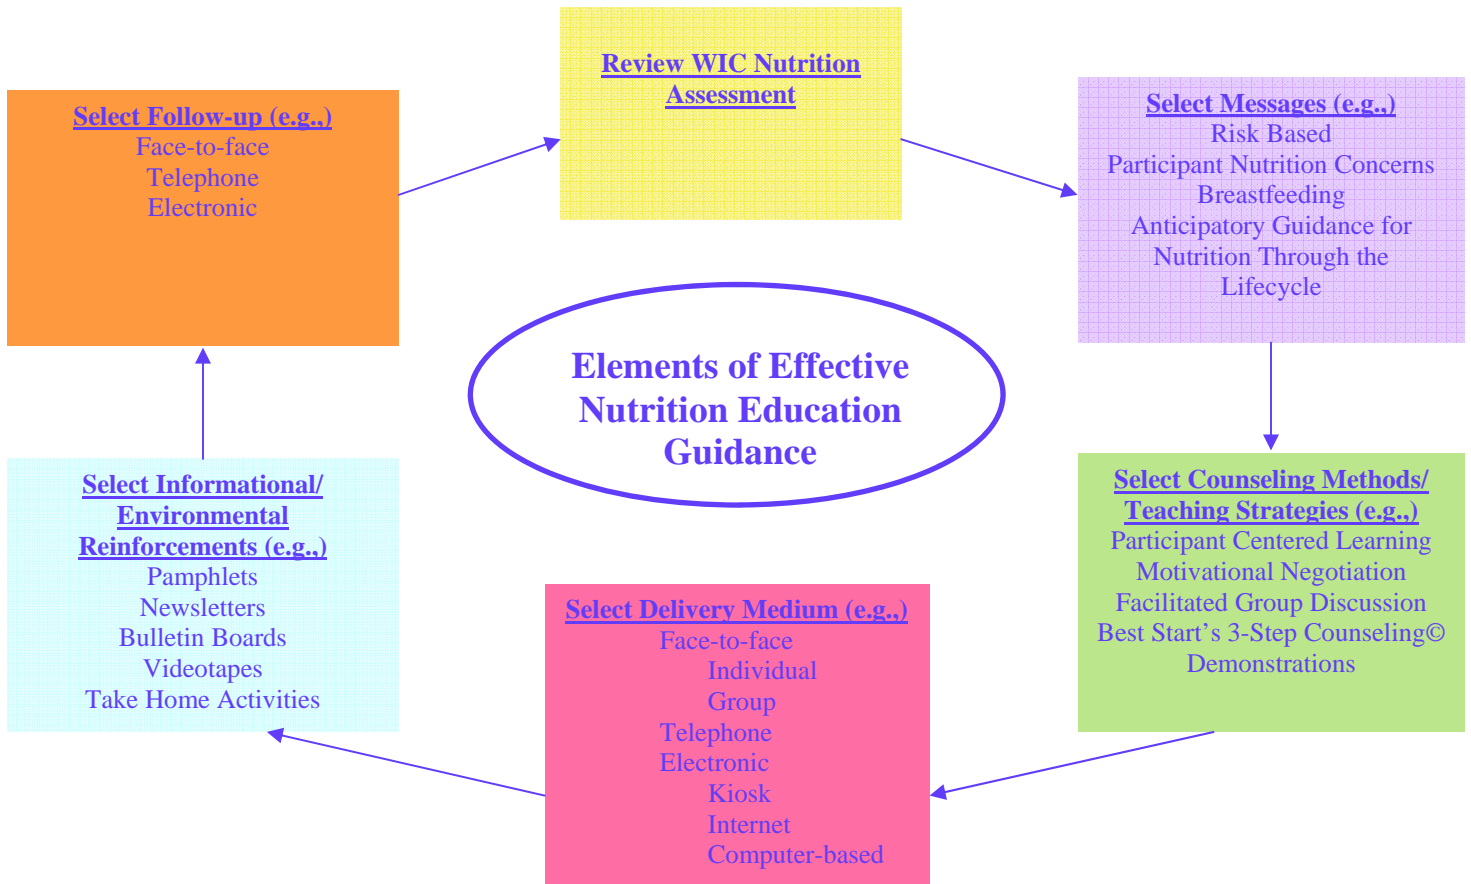 Review WIC Nutrition
Assessment
Select Messages (e.g.,)
Risk Based
Participant Nutrition Concerns
Breastfeeding
Anticipatory Guidance for
Nutrition Through the
Lifecycle
Select Counseling Methods/
Teaching Strategies (e.g.,)
Participant Centered Learning
Motivational Negotiation
Facilitated Group Discussion
Best Start’s 3-Step Counseling©
Demonstrations
Select Delivery Medium (e.g.,)
Face-to-face
Individual
Group
Telephone
Electronic
Kiosk
Internet
Computer-based
Select Informational/
Environmental
Reinforcements (e.g.,)
Pamphlets
Newsletters
Bulletin Boards
Videotapes
Take Home Activities
Select Follow-up (e.g.,)
Face-to-face
Telephone
Electronic
Elements of Effective
Nutrition Education
Guidance